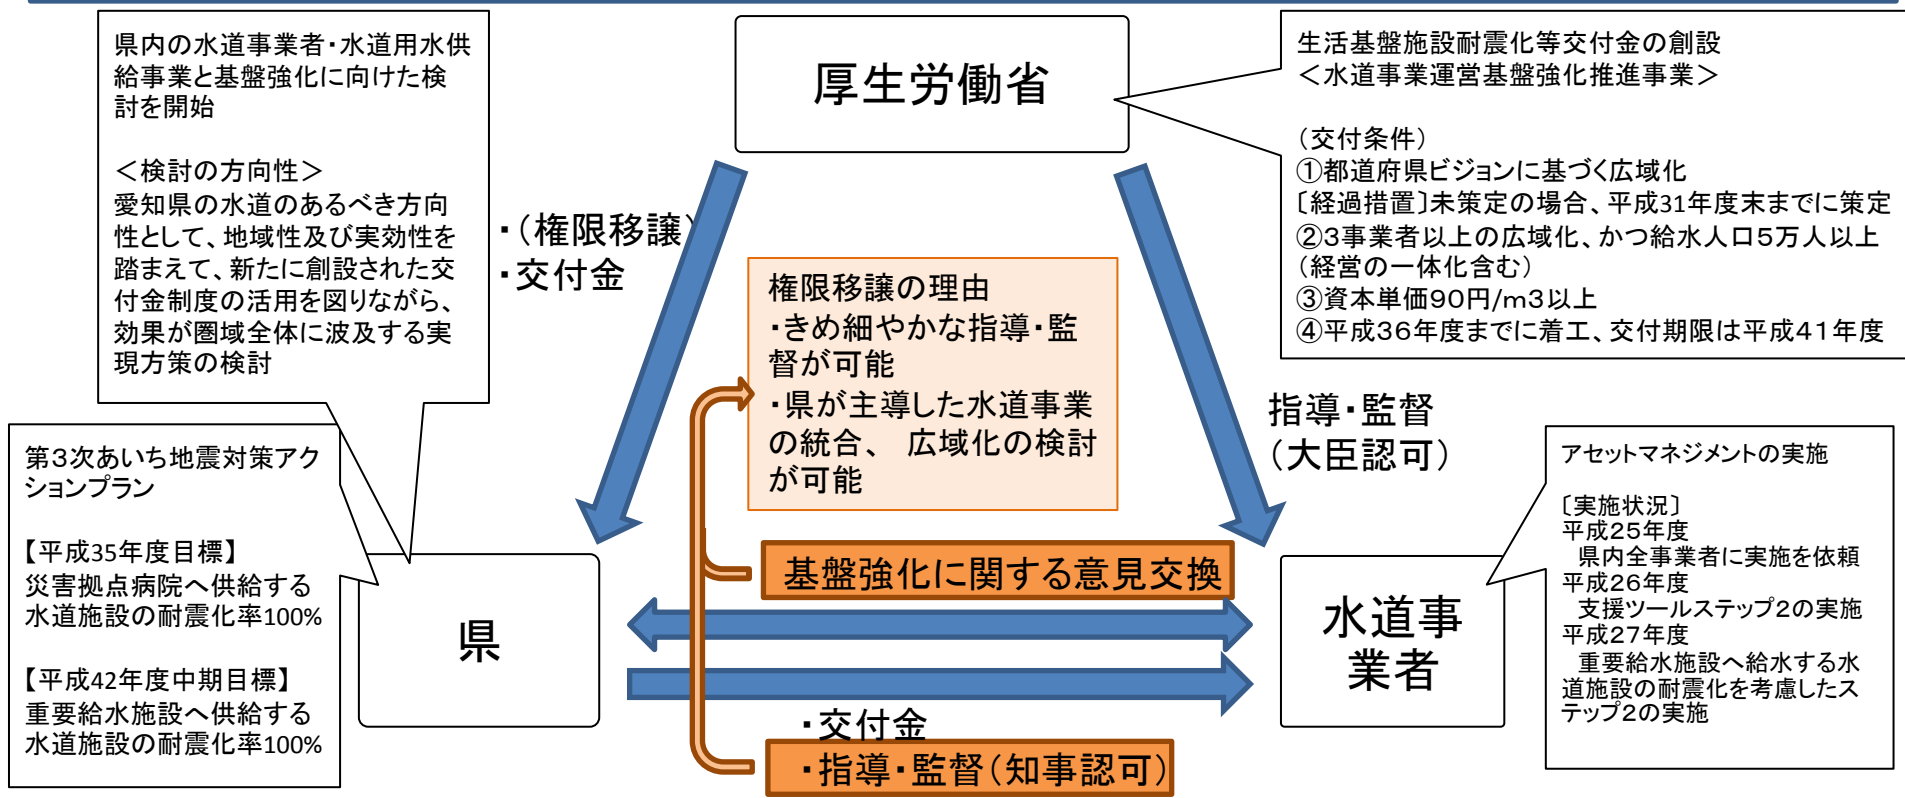 県内の水道事業者・水道用水供
給事業と基盤強化に向けた検
討を開始
＜検討の方向性＞
愛知県の水道のあるべき方向
性として、地域性及び実効性を
踏まえて、新たに創設された交
付金制度の活用を図りながら、
効果が圏域全体に波及する実
現方策の検討
厚生労働省
生活基盤施設耐震化等交付金の創設
＜水道事業運営基盤強化推進事業＞
（交付条件）
①都道府県ビジョンに基づく広域化
〔経過措置〕未策定の場合、平成31年度末までに策定
②３事業者以上の広域化、かつ給水人口５万人以上
（経営の一体化含む）
③資本単価９０円／ｍ３以上
④平成３６年度までに着工、交付期限は平成４１年度
・（権限移譲）
・交付金
権限移譲の理由
・きめ細やかな指導・監
督が可能
・県が主導した水道事業
の統合、 広域化の検討
が可能
指導・監督
（大臣認可）
第３次あいち地震対策アク
ションプラン
【平成35年度目標】
災害拠点病院へ供給する
水道施設の耐震化率100%
【平成42年度中期目標】
重要給水施設へ供給する
水道施設の耐震化率100%
県
基盤強化に関する意見交換
・交付金
・指導・監督（知事認可）
水道事
業者
アセットマネジメントの実施
〔実施状況〕
平成２５年度
県内全事業者に実施を依頼
平成２６年度
支援ツールステップ２の実施
平成２７年度
重要給水施設へ給水する水
道施設の耐震化を考慮したス
テップ２の実施